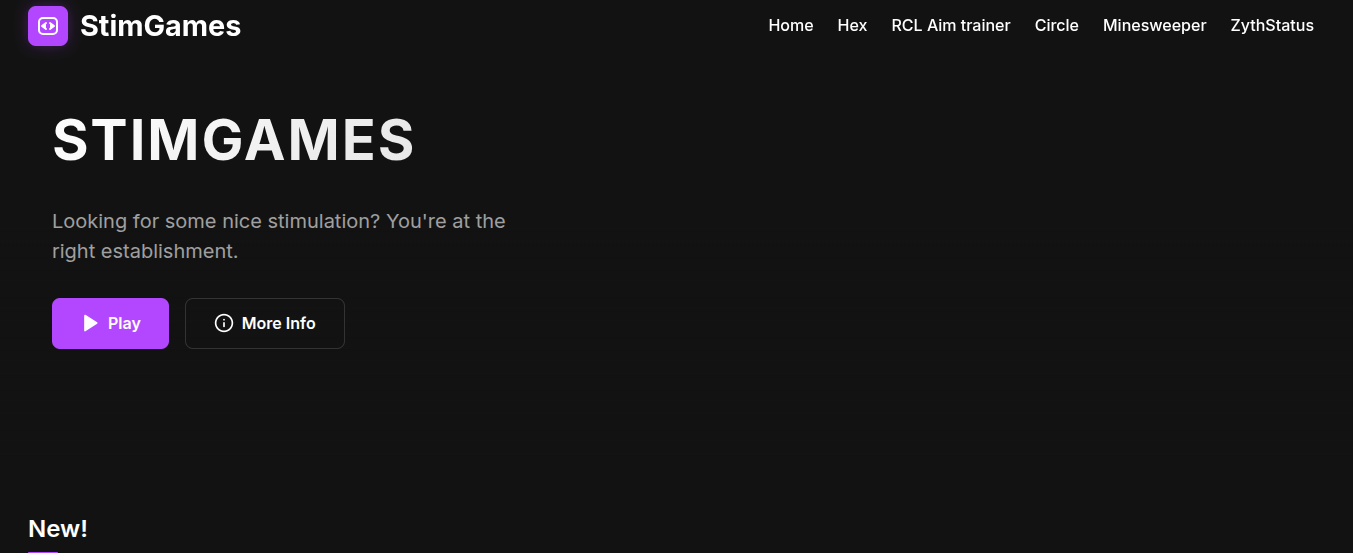 StimGames
Home Hex RCL Aim trainer Circle Minesweeper ZythStatus
STIMGAMES
Looking for some nice stimulation? You're at the
right establishment.
Play More Info
New!